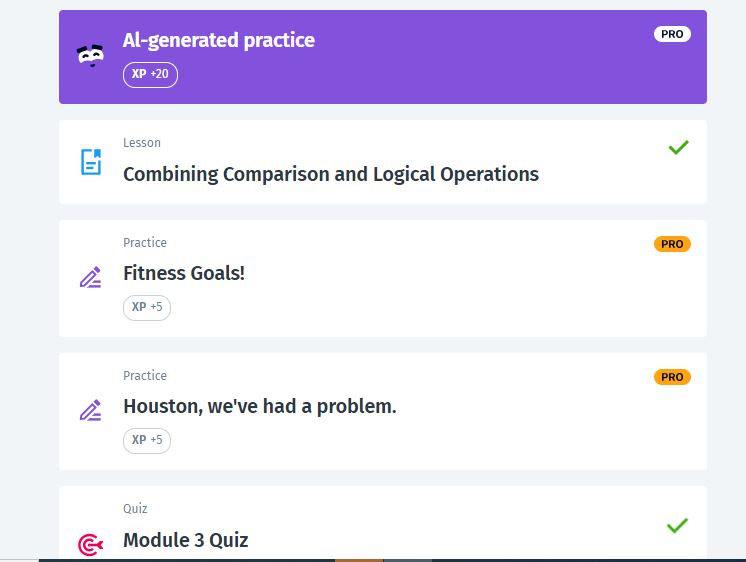 AI-generated practice
PRO
XP +20
Lesson
Combining Comparison and Logical Operations
Practice
PRO
Fitness Goals!
XP +5
Practice
PRO
Houston, we've had a problem.
XP +5
Quiz
Module 3 Quiz